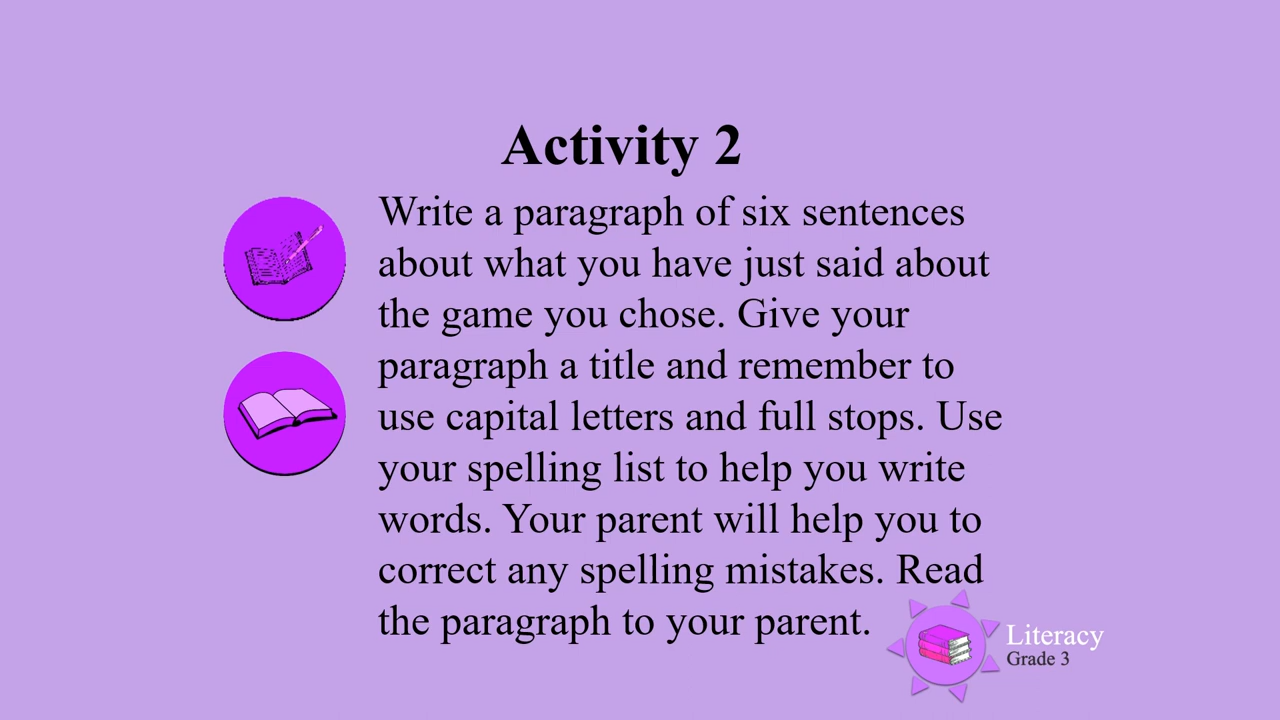 Activity 2
Write a paragraph of six sentences
about what you have just said about
the game you chose. Give your
paragraph a title and remember to
use capital letters and full stops. Use
your spelling list to help you write
words. Your parent will help you to
correct any spelling mistakes. Read
the paragraph to your parent.
Literacy
Grade 3